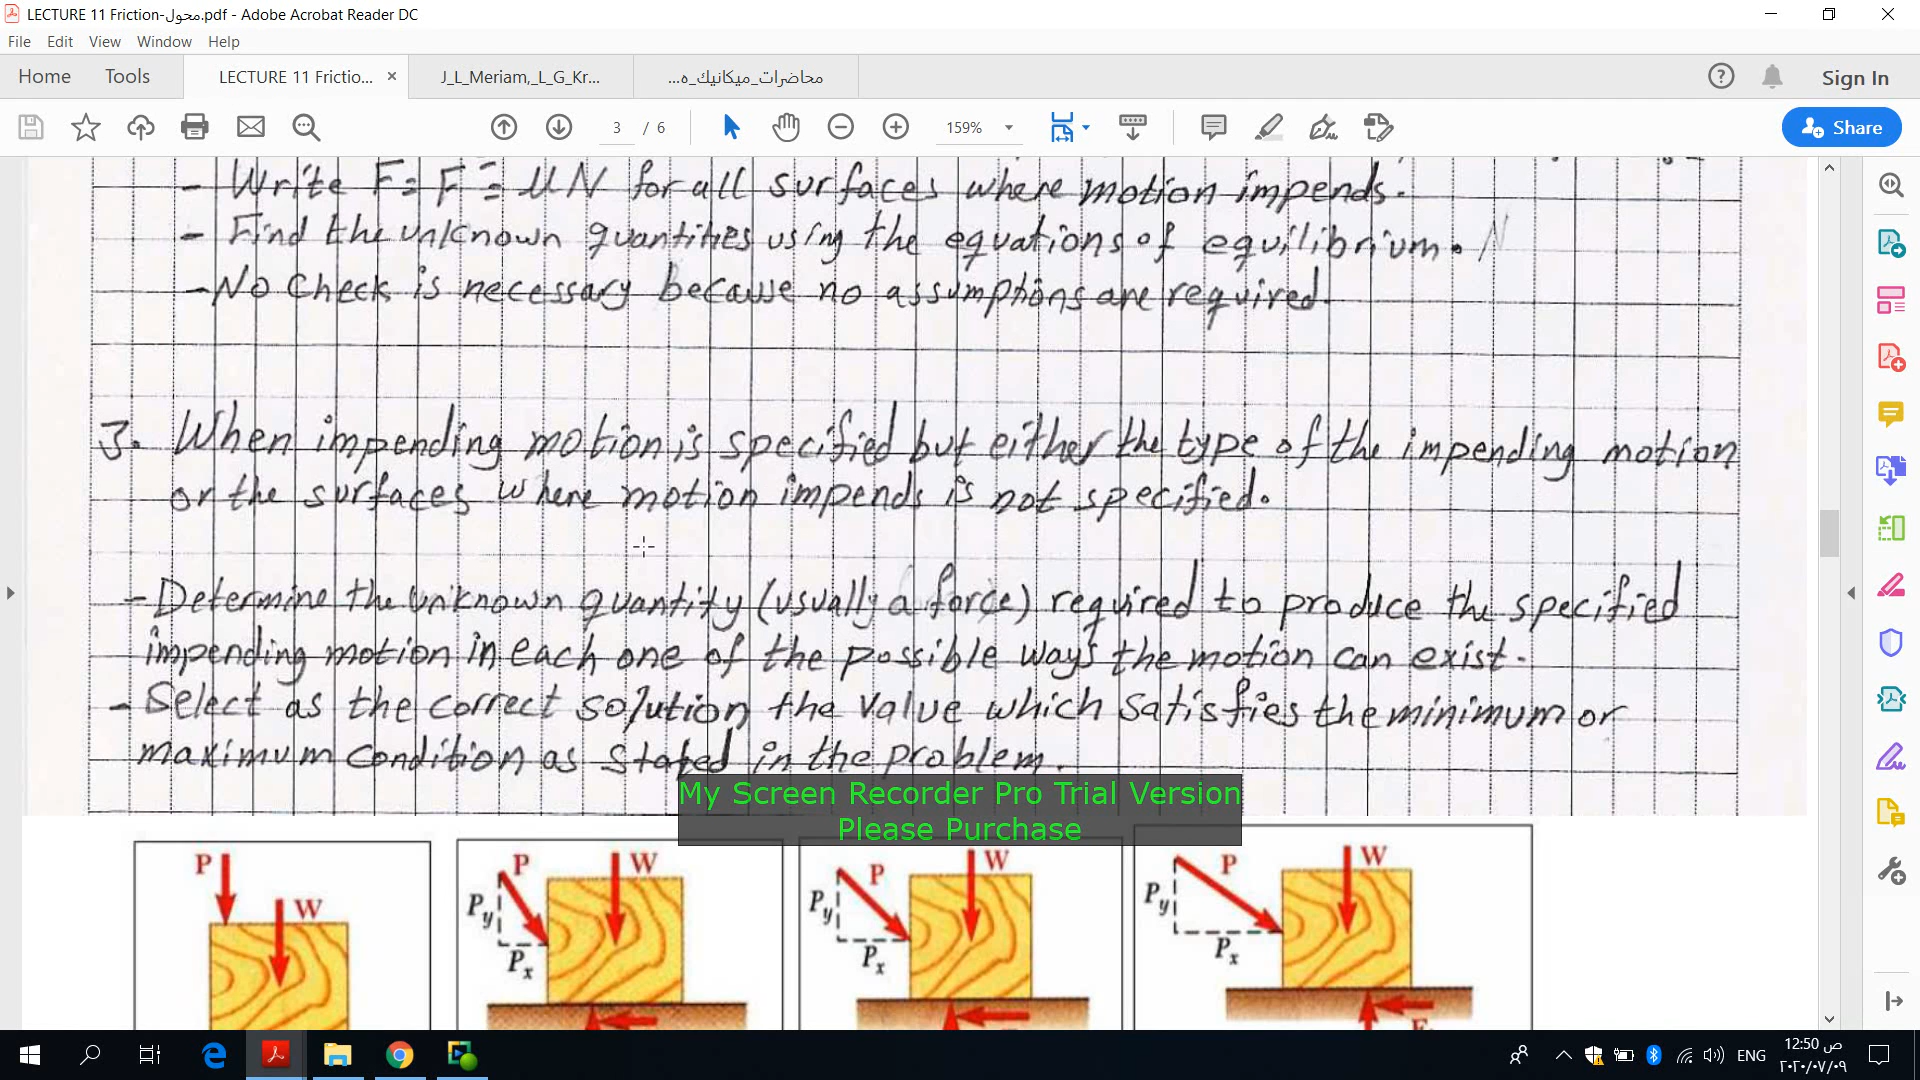 LECTURE 11 Friction-محول.pdf - Adobe Acrobat Reader DC
File Edit View Window Help
Home Tools LECTURE 11 Frictio... × J_L_Meriam,_L_G_Kr... محاضرات_ميكانيك_ه... Sign In
3 / 6 159% Share
- Write F = F' = μN for all surfaces where motion impends.
- Find the unknown quantities using the equations of equilibrium. N
- No Check is necessary because no assumptions are required.
3. When impending motion is specified but either the type of the impending motion
or the surfaces where motion impends is not specified.
- Determine the unknown quantity (usually a force) required to produce the specified
impending motion in each one of the possible ways the motion can exist.
- Select as the correct solution the value which satisfies the minimum or
maximum condition as stated in the problem.
My Screen Recorder Pro Trial Version
Please Purchase
P W
P W Py Px
P W Py Px
P W Py Px
ENG
12:50 ص
٢٠٢٠/٠٧/٠٩